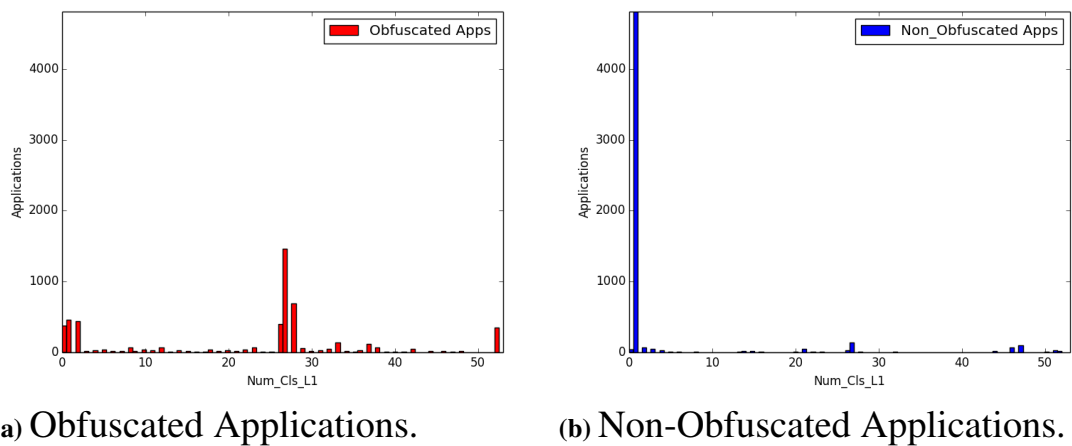 Obfuscated Apps
4000
3000
2000
1000
0
Applications
0 10 20 30 40 50
Num_Cls_L1
Non_Obfuscated Apps
4000
3000
2000
1000
0
Applications
0 10 20 30 40 50
Num_Cls_L1
a) Obfuscated Applications.
(b) Non-Obfuscated Applications.